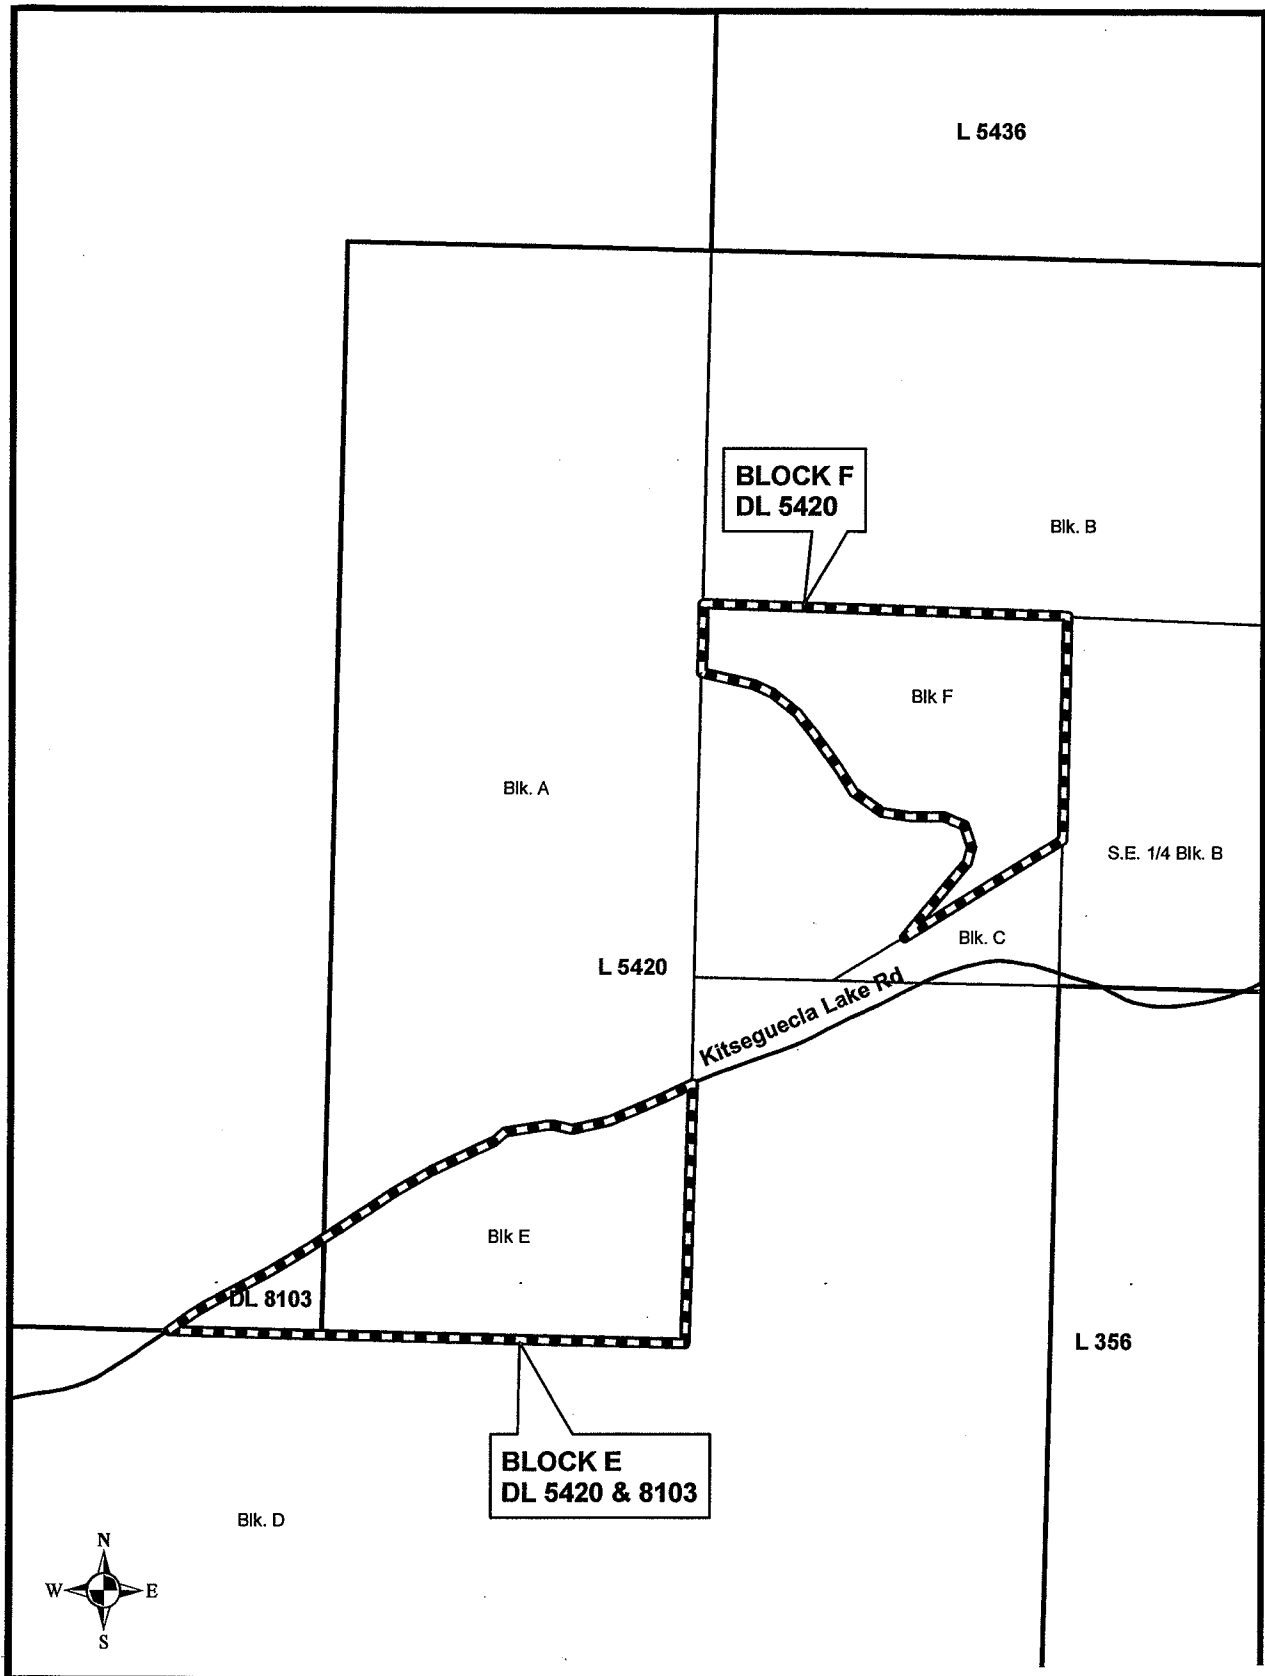 L 5436
BLOCK F
DL 5420
Blk. B
Blk F
Blk. A
S.E. 1/4 Blk. B
Blk. C
L 5420
Kitseguecla Lake Rd
Blk E
DL 8103
L 356
BLOCK E
DL 5420 & 8103
Blk. D
N
W E
S